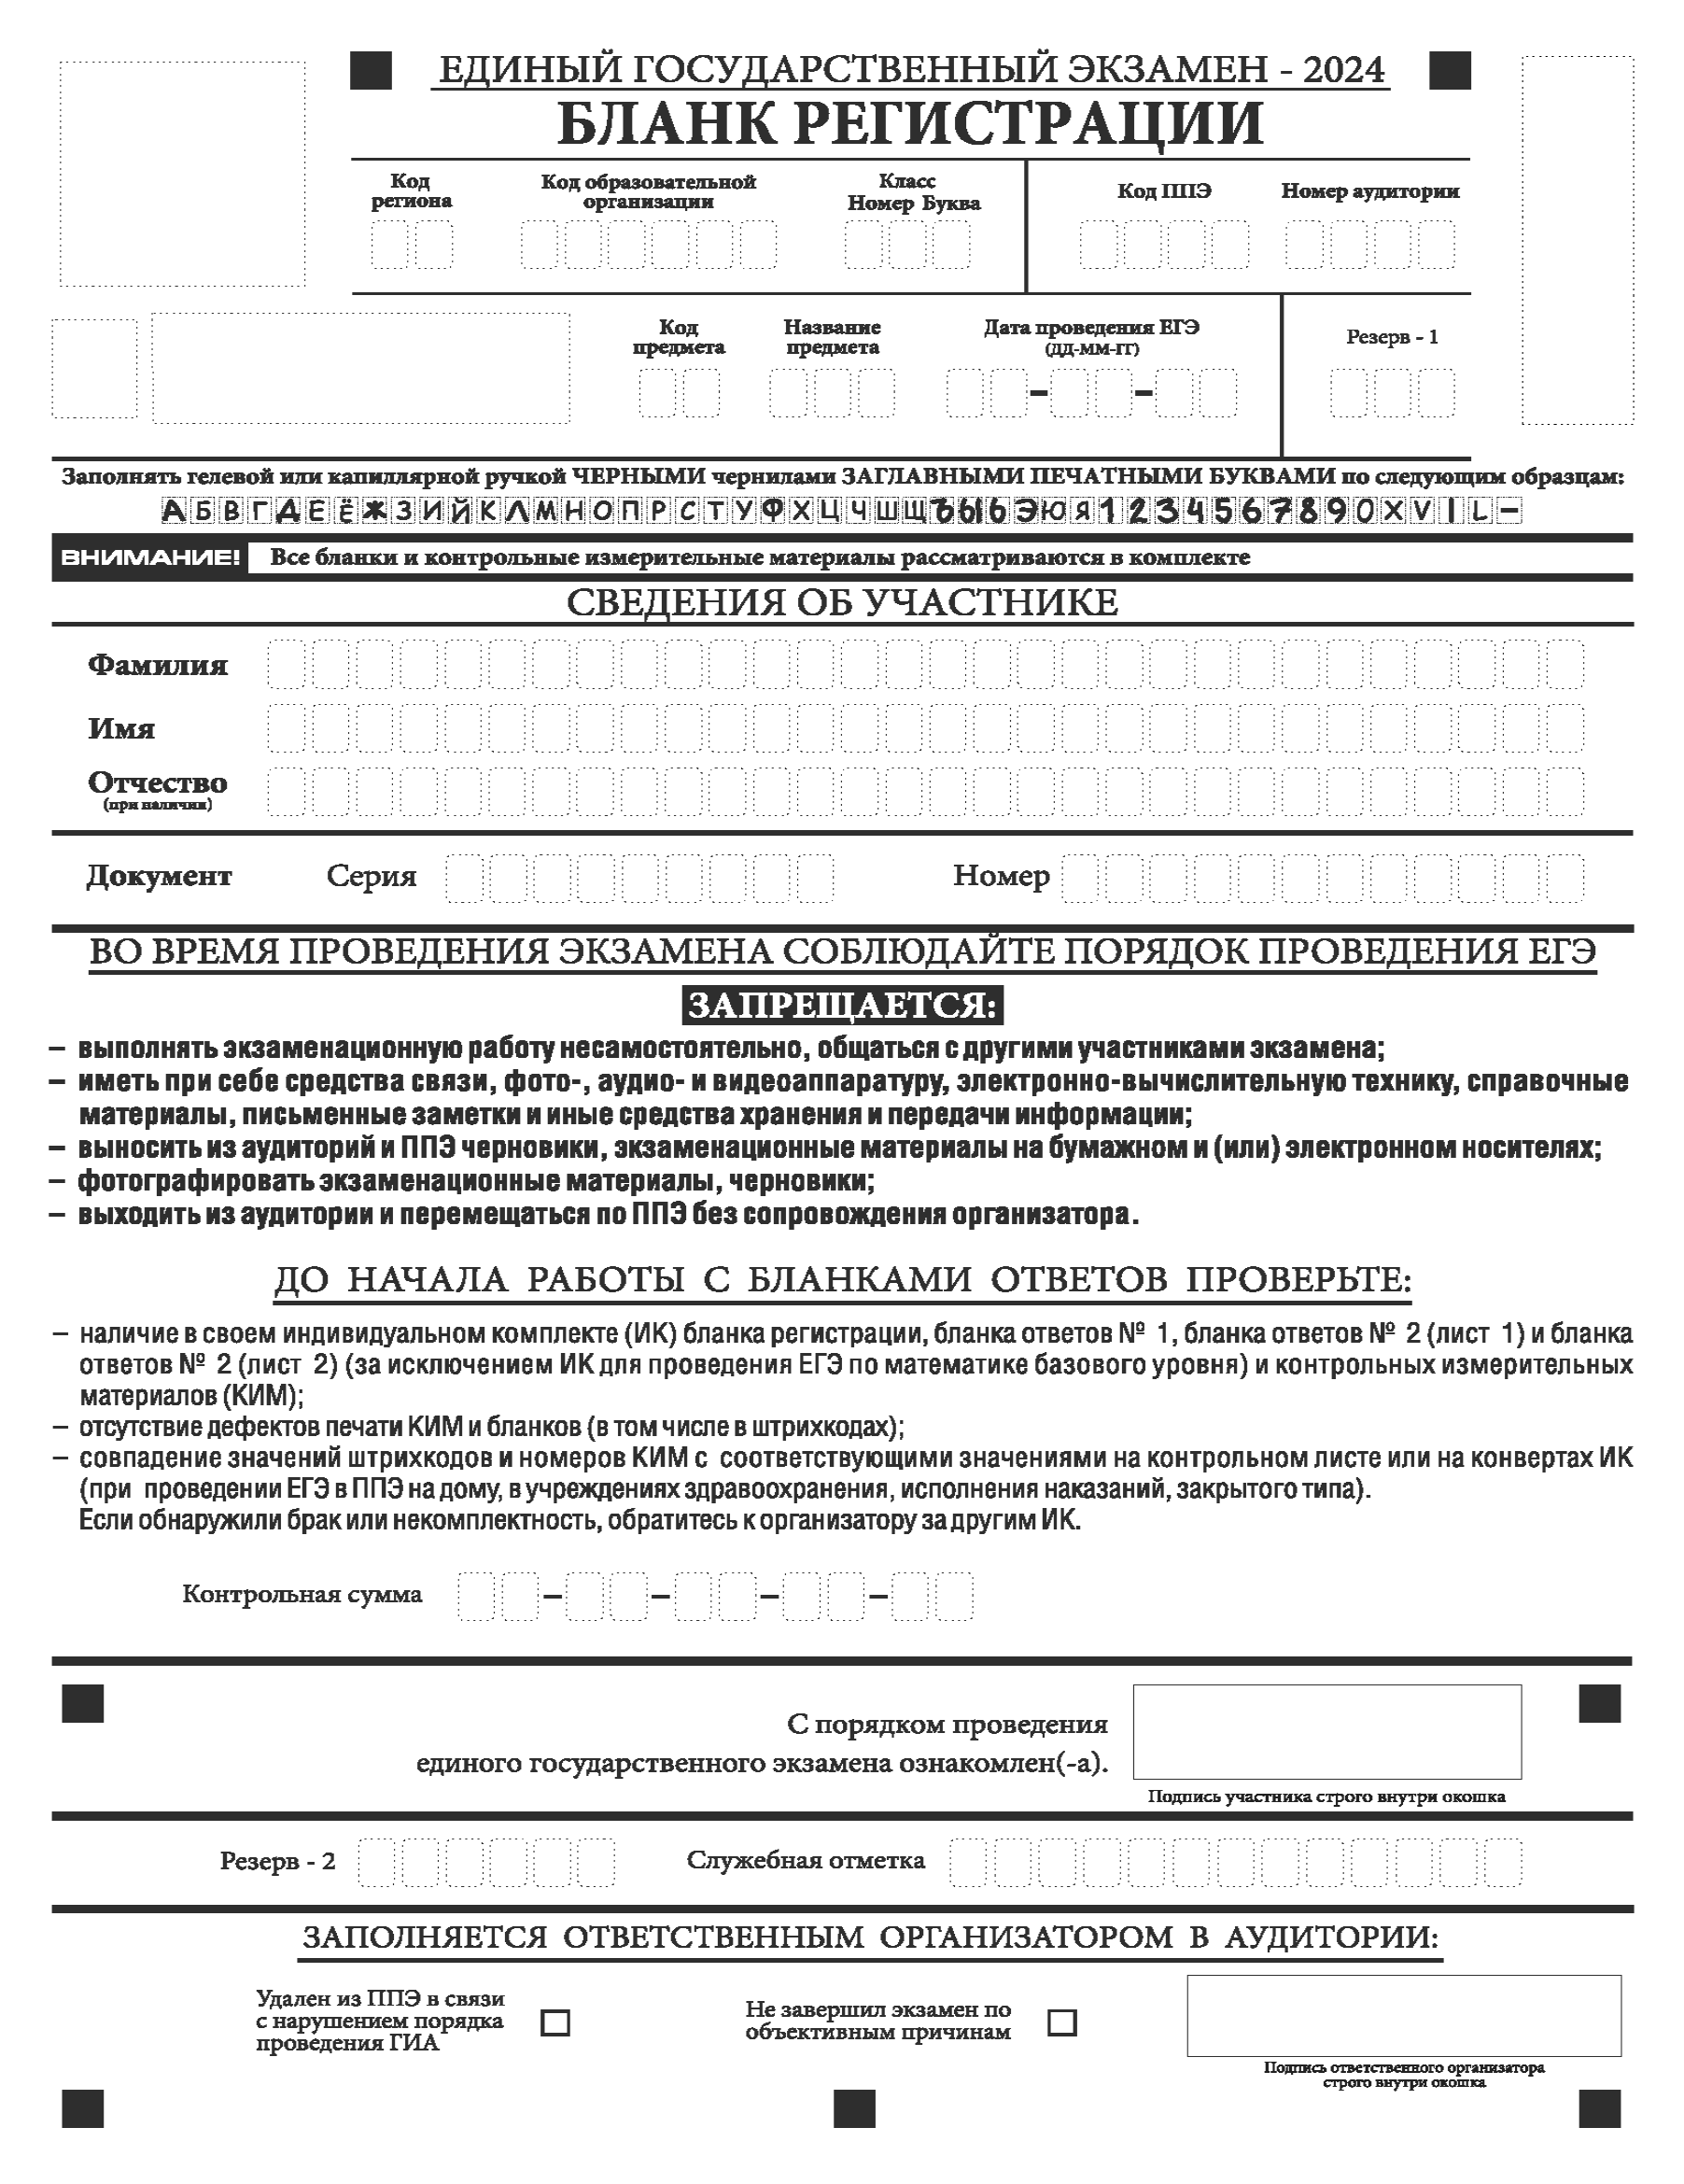 ЕДИНЫЙ ГОСУДАРСТВЕННЫЙ ЭКЗАМЕН - 2024
БЛАНК РЕГИСТРАЦИИ
Код региона
Код образовательной организации
Класс
Номер Буква
Код ППЭ
Номер аудитории
Код предмета
Название предмета
Дата проведения ЕГЭ
(ДД-ММ-ГГ)
Резерв - 1
Заполнять гелевой или капиллярной ручкой ЧЕРНЫМИ чернилами ЗАГЛАВНЫМИ ПЕЧАТНЫМИ БУКВАМИ по следующим образцам:
А Б В Г Д Е Ё Ж З И Й К Л М Н О П Р С Т У Ф Х Ц Ч Ш Щ Ъ Ы Ь Э Ю Я 1 2 3 4 5 6 7 8 9 0 X V I L -
ВНИМАНИЕ! Все бланки и контрольные измерительные материалы рассматриваются в комплекте
СВЕДЕНИЯ ОБ УЧАСТНИКЕ
Фамилия
Имя
Отчество
(при наличии)
Документ Серия Номер
ВО ВРЕМЯ ПРОВЕДЕНИЯ ЭКЗАМЕНА СОБЛЮДАЙТЕ ПОРЯДОК ПРОВЕДЕНИЯ ЕГЭ
ЗАПРЕЩАЕТСЯ:
– выполнять экзаменационную работу несамостоятельно, общаться с другими участниками экзамена;
– иметь при себе средства связи, фото-, аудио- и видеоаппаратуру, электронно-вычислительную технику, справочные
материалы, письменные заметки и иные средства хранения и передачи информации;
– выносить из аудиторий и ППЭ черновики, экзаменационные материалы на бумажном и (или) электронном носителях;
– фотографировать экзаменационные материалы, черновики;
– выходить из аудитории и перемещаться по ППЭ без сопровождения организатора.
ДО НАЧАЛА РАБОТЫ С БЛАНКАМИ ОТВЕТОВ ПРОВЕРЬТЕ:
– наличие в своем индивидуальном комплекте (ИК) бланка регистрации, бланка ответов № 1, бланка ответов № 2 (лист 1) и бланка
ответов № 2 (лист 2) (за исключением ИК для проведения ЕГЭ по математике базового уровня) и контрольных измерительных
материалов (КИМ);
– отсутствие дефектов печати КИМ и бланков (в том числе в штрихкодах);
– совпадение значений штрихкодов и номеров КИМ с соответствующими значениями на контрольном листе или на конвертах ИК
(при проведении ЕГЭ в ППЭ на дому, в учреждениях здравоохранения, исполнения наказаний, закрытого типа).
Если обнаружили брак или некомплектность, обратитесь к организатору за другим ИК.
Контрольная сумма
С порядком проведения
единого государственного экзамена ознакомлен(-а).
Подпись участника строго внутри окошка
Резерв - 2 Служебная отметка
ЗАПОЛНЯЕТСЯ ОТВЕТСТВЕННЫМ ОРГАНИЗАТОРОМ В АУДИТОРИИ:
Удален из ППЭ в связи
с нарушением порядка
проведения ГИА
Не завершил экзамен по
объективным причинам
Подпись ответственного организатора
строго внутри окошка